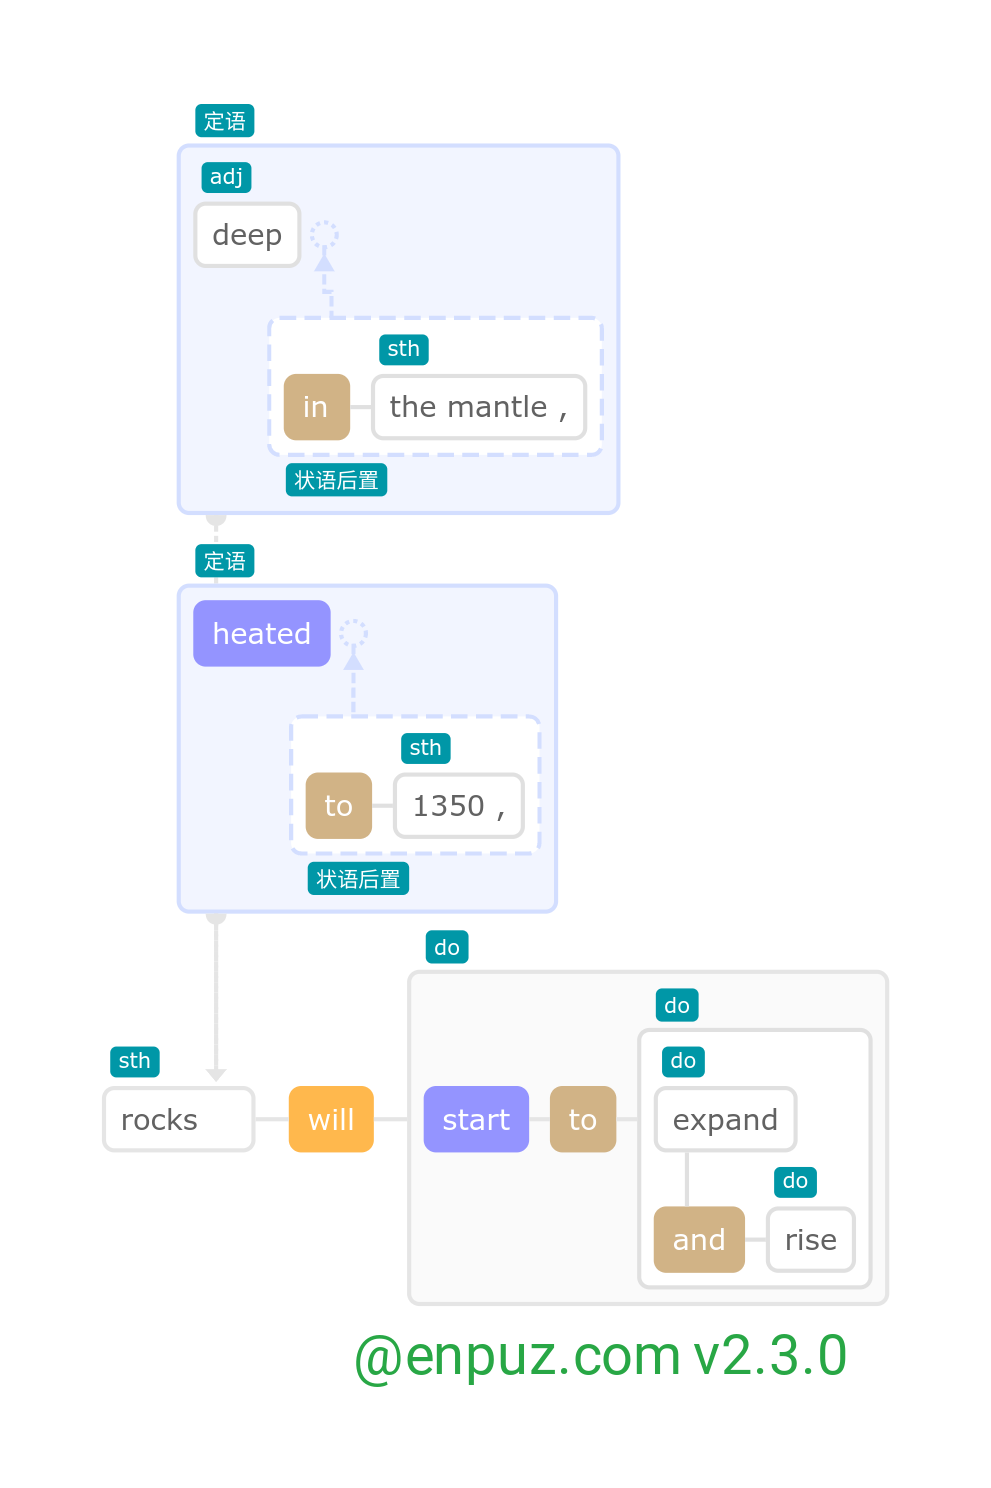 定语
adj
deep
sth
in
the mantle ,
状语后置
定语
heated
sth
to
1350 ,
状语后置
do
do
sth
do
rocks will start to expand
do
and rise
@enpuz.com v2.3.0